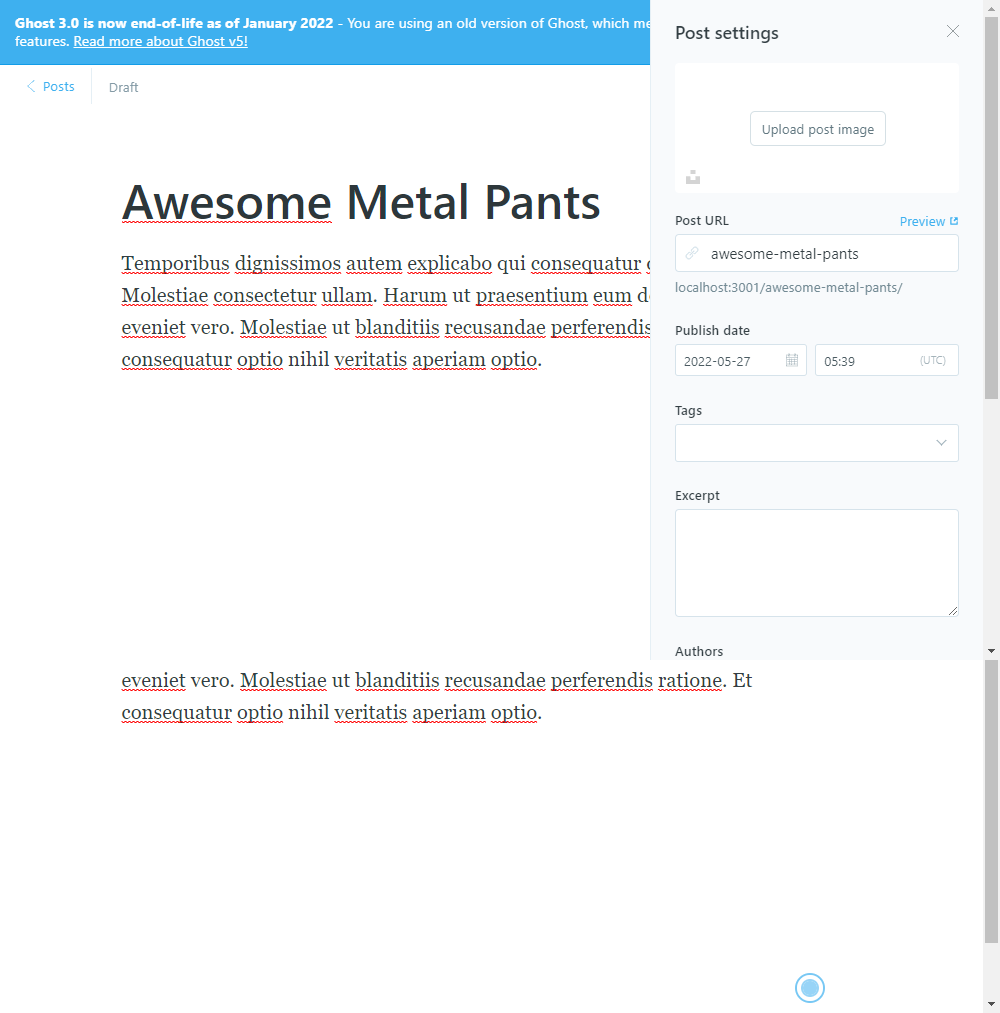 Ghost 3.0 is now end-of-life as of January 2022 - You are using an old version of Ghost, which me
features. Read more about Ghost v5!
Posts
Draft
Awesome Metal Pants
Temporibus dignissimos autem explicabo qui consequatur
Molestiae consectetur ullam. Harum ut praesentium eum d
eveniet vero. Molestiae ut blanditiis recusandae perferendis
consequatur optio nihil veritatis aperiam optio.
Post settings
Upload post image
Post URL
Preview
awesome-metal-pants
localhost:3001/awesome-metal-pants/
Publish date
2022-05-27
05:39
(UTC)
Tags
Excerpt
Authors
eveniet vero. Molestiae ut blanditiis recusandae perferendis ratione. Et
consequatur optio nihil veritatis aperiam optio.